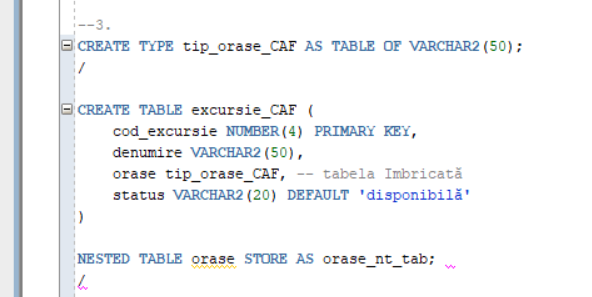 --3.
CREATE TYPE tip_orase_CAF AS TABLE OF VARCHAR2(50);
/
CREATE TABLE excursie_CAF (
cod_excursie NUMBER(4) PRIMARY KEY,
denumire VARCHAR2(50),
orase tip_orase_CAF, -- tabela Imbricată
status VARCHAR2(20) DEFAULT 'disponibilă'
)
NESTED TABLE orase STORE AS orase_nt_tab;
/